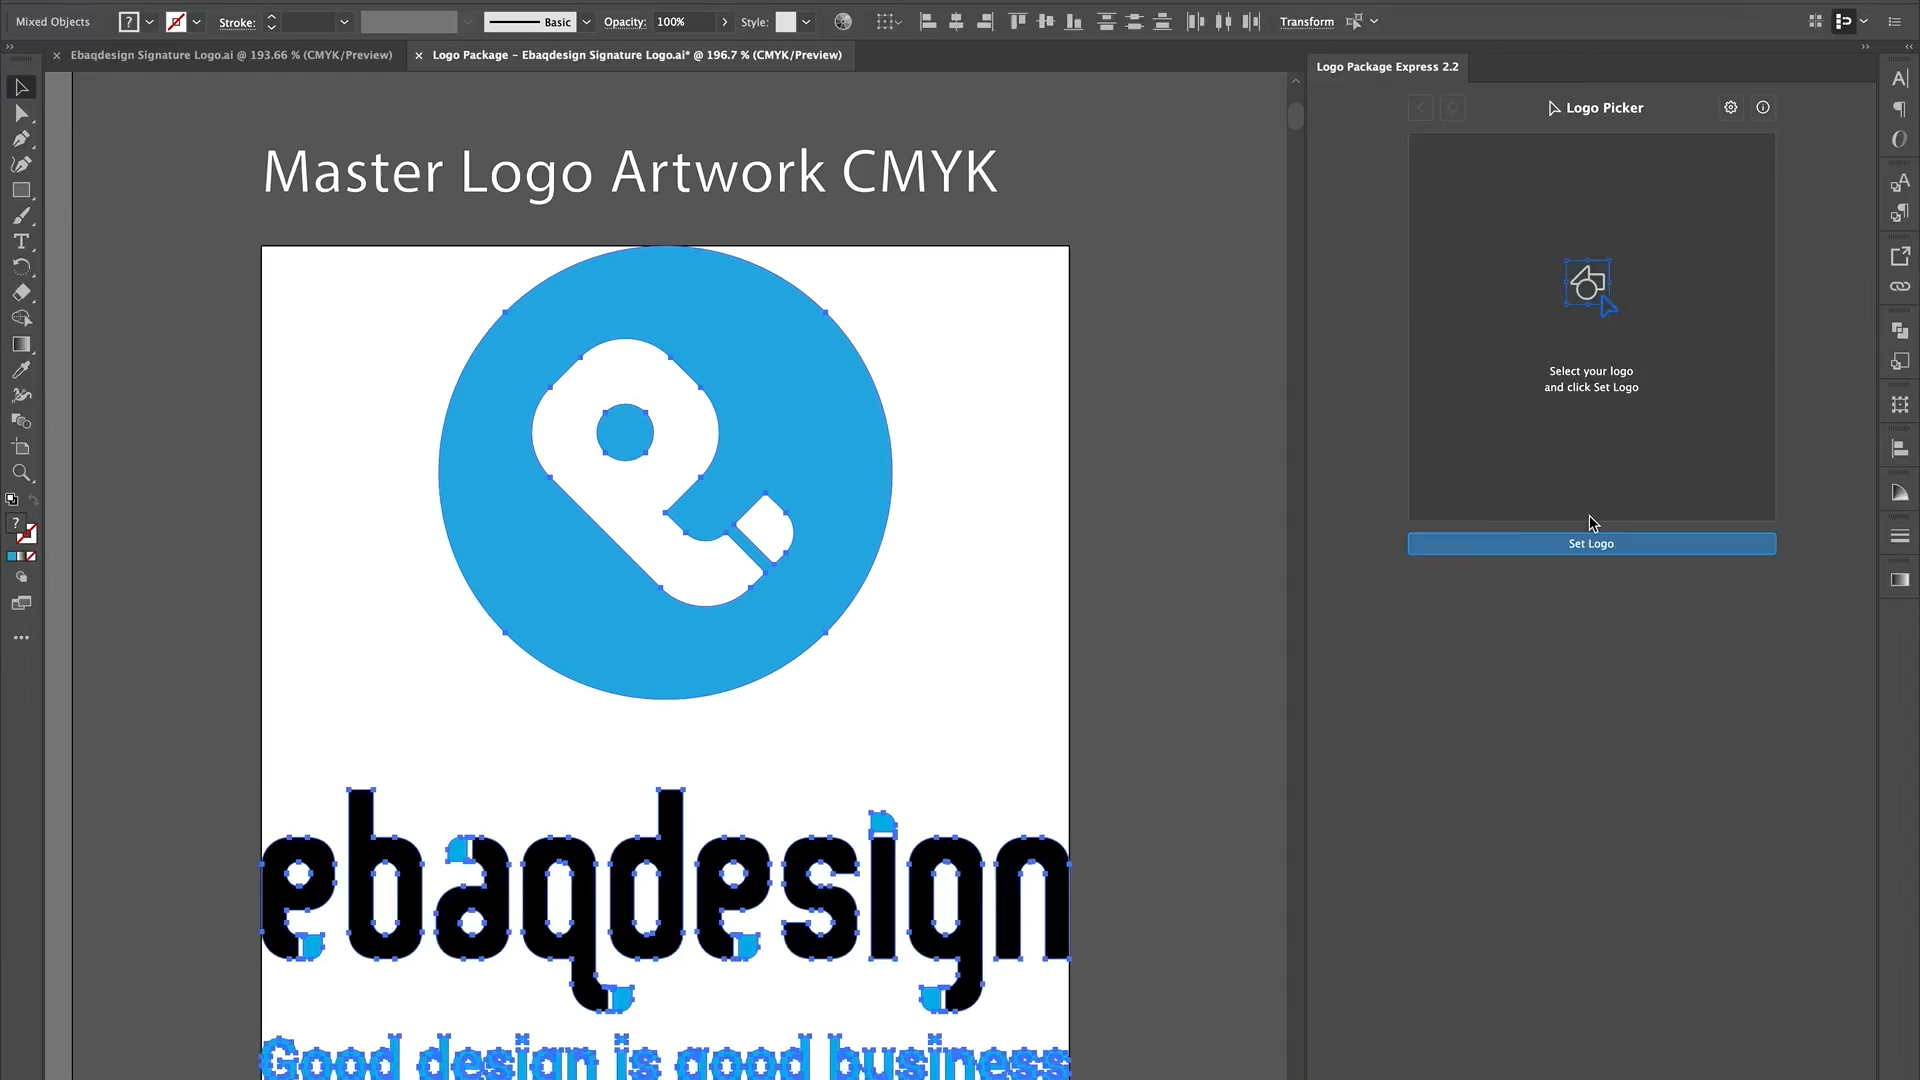 Mixed Objects
?
Stroke:
Basic
Opacity:
100%
Style:
Transform
Ebaqdesign Signature Logo.ai @ 193.66 % (CMYK/Preview)
Logo Package – Ebaqdesign Signature Logo.ai* @ 196.7 % (CMYK/Preview)
Logo Package Express 2.2
Logo Picker
Master Logo Artwork CMYK
Select your logo
and click Set Logo
Set Logo
?
ebaqdesign
Good design is good business